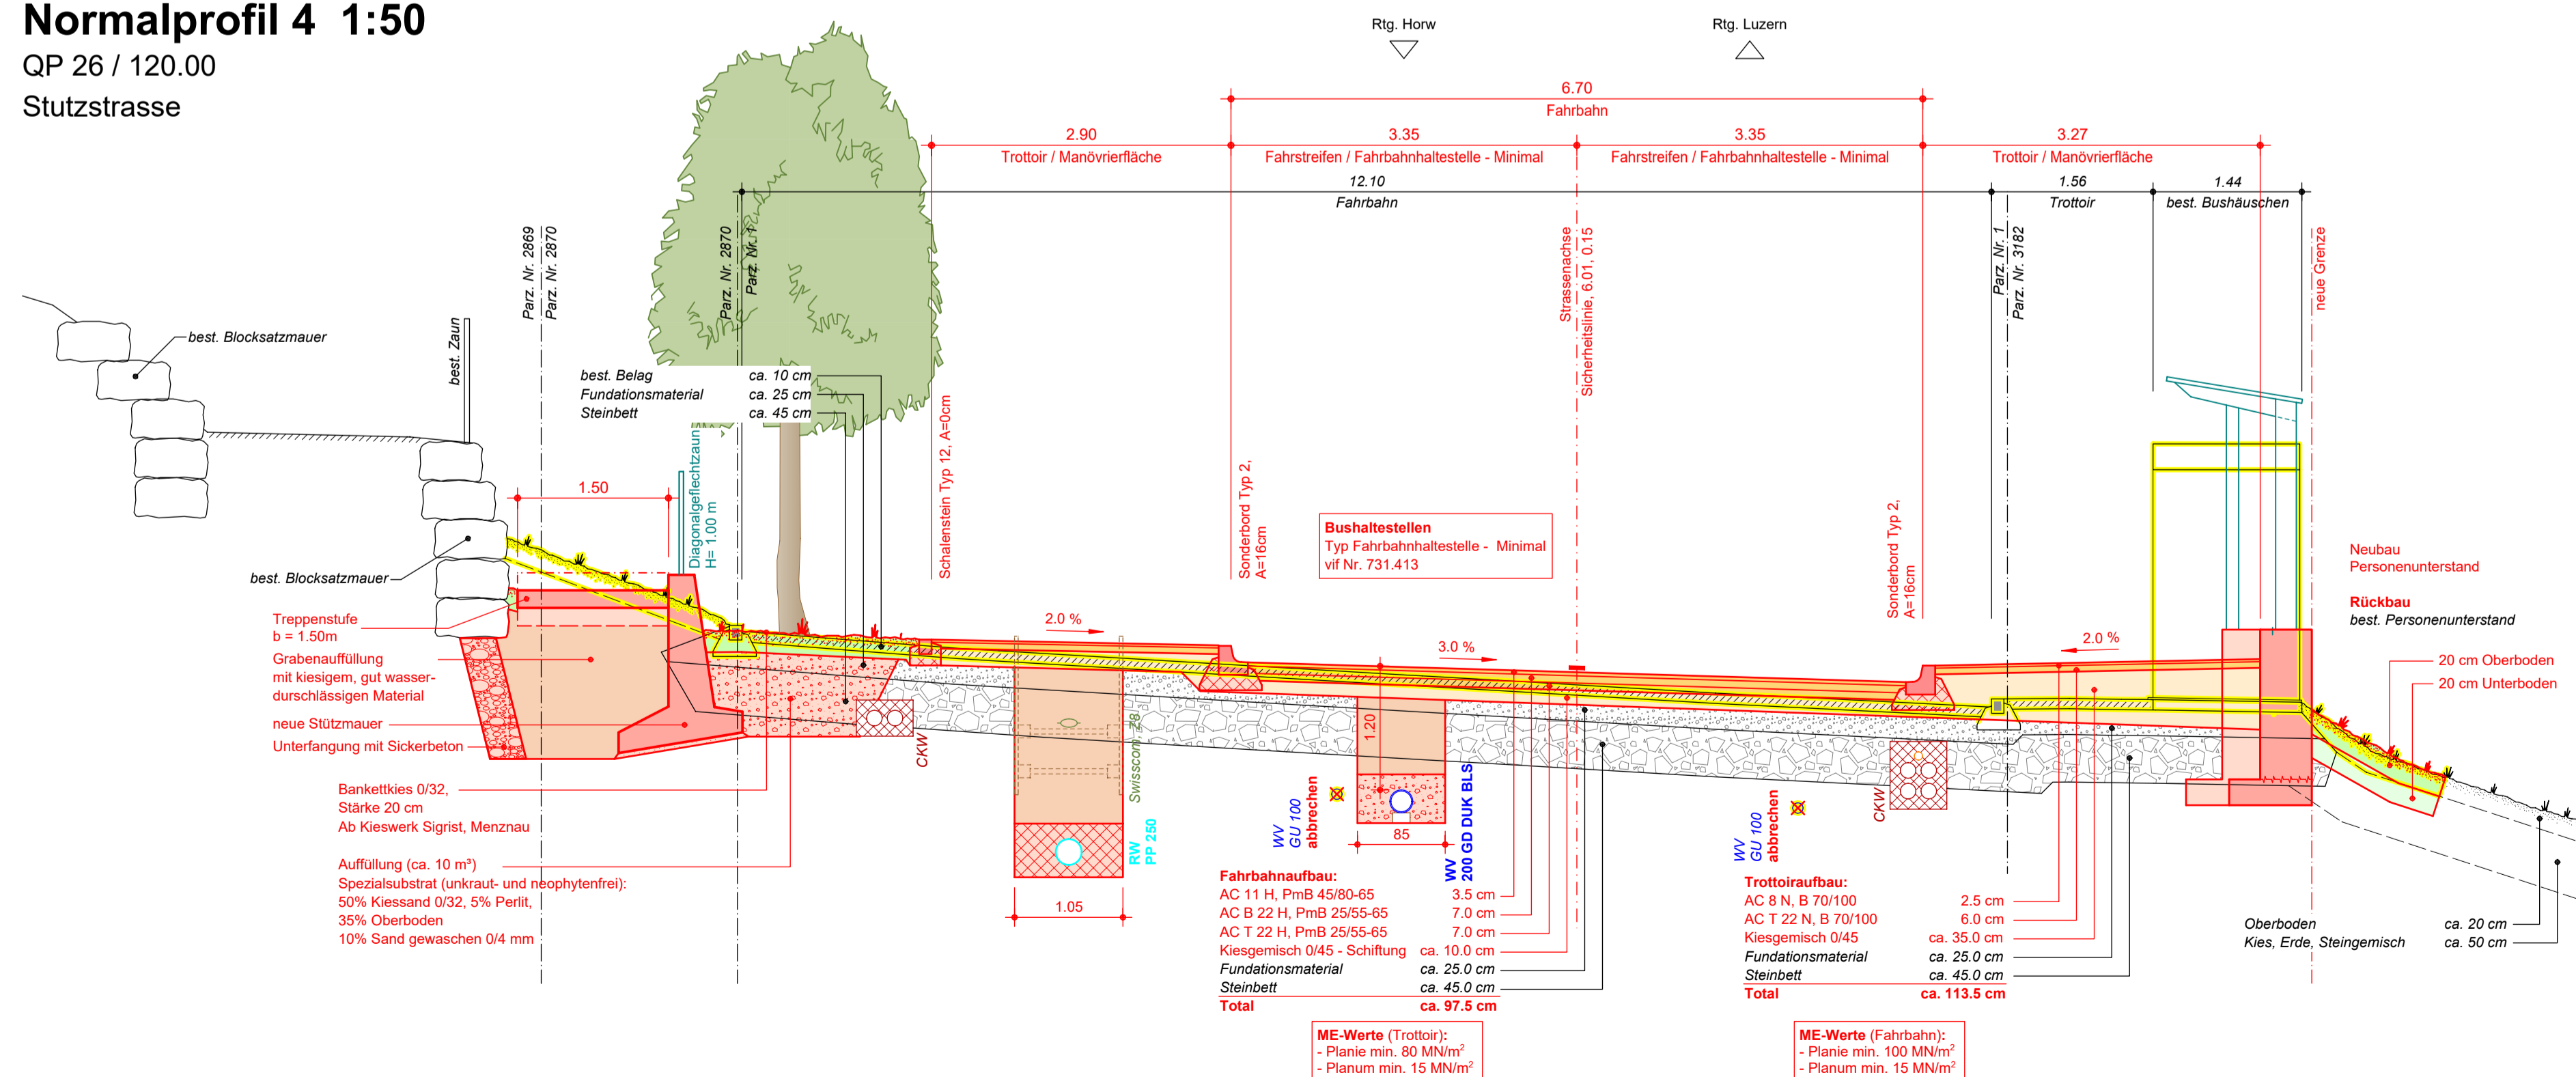 Normalprofil 4 1:50
QP 26 / 120.00
Stutzstrasse
Rtg. Horw
Rtg. Luzern
6.70
Fahrbahn
2.90
3.35
3.35
3.27
Trottoir / Manövrierfläche
Fahrstreifen / Fahrbahnhaltestelle - Minimal
Fahrstreifen / Fahrbahnhaltestelle - Minimal
Trottoir / Manövrierfläche
12.10
1.56
1.44
Fahrbahn
Trottoir
best. Bushäuschen
Parz. Nr. 2869
Parz. Nr. 2870
Parz. Nr. 2870
Parz. Nr. 1
Strassenachse
Sicherheitslinie, 6.01, 0.15
Parz. Nr. 1
Parz. Nr. 3182
neue Grenze
best. Blocksatzmauer
best. Zaun
best. Belag ca. 10 cm
Fundationsmaterial ca. 25 cm
Steinbett ca. 45 cm
Diagonalgeflechtzaun
H= 1.00 m
Schalenstein Typ 12, A=0cm
Sonderbord Typ 2,
A=16cm
Sonderbord Typ 2,
A=16cm
1.50
Bushaltestellen
Typ Fahrbahnhaltestelle - Minimal
vif Nr. 731.413
Neubau
Personenunterstand
Rückbau
best. Personenunterstand
best. Blocksatzmauer
Treppenstufe
b = 1.50m
Grabenauffüllung
mit kiesigem, gut wasser-
durschlässigen Material
neue Stützmauer
Unterfangung mit Sickerbeton
2.0 %
3.0 %
2.0 %
20 cm Oberboden
20 cm Unterboden
CKW
Swisscom: Z8
1.20
CKW
Bankettkies 0/32,
Stärke 20 cm
Ab Kieswerk Sigrist, Menznau
RW
PP 250
WV
GU 100
abbrechen
85
WV
200 GD DUK BLS
WV
GU 100
abbrechen
Auffüllung (ca. 10 m³)
Spezialsubstrat (unkraut- und neophytenfrei):
50% Kiessand 0/32, 5% Perlit,
35% Oberboden
10% Sand gewaschen 0/4 mm
1.05
Fahrbahnaufbau:
AC 11 H, PmB 45/80-65 3.5 cm
AC B 22 H, PmB 25/55-65 7.0 cm
AC T 22 H, PmB 25/55-65 7.0 cm
Kiesgemisch 0/45 - Schiftung ca. 10.0 cm
Fundationsmaterial ca. 25.0 cm
Steinbett ca. 45.0 cm
Total ca. 97.5 cm
Trottoiraufbau:
AC 8 N, B 70/100 2.5 cm
AC T 22 N, B 70/100 6.0 cm
Kiesgemisch 0/45 ca. 35.0 cm
Fundationsmaterial ca. 25.0 cm
Steinbett ca. 45.0 cm
Total ca. 113.5 cm
Oberboden ca. 20 cm
Kies, Erde, Steingemisch ca. 50 cm
ME-Werte (Trottoir):
- Planie min. 80 MN/m²
- Planum min. 15 MN/m²
ME-Werte (Fahrbahn):
- Planie min. 100 MN/m²
- Planum min. 15 MN/m²